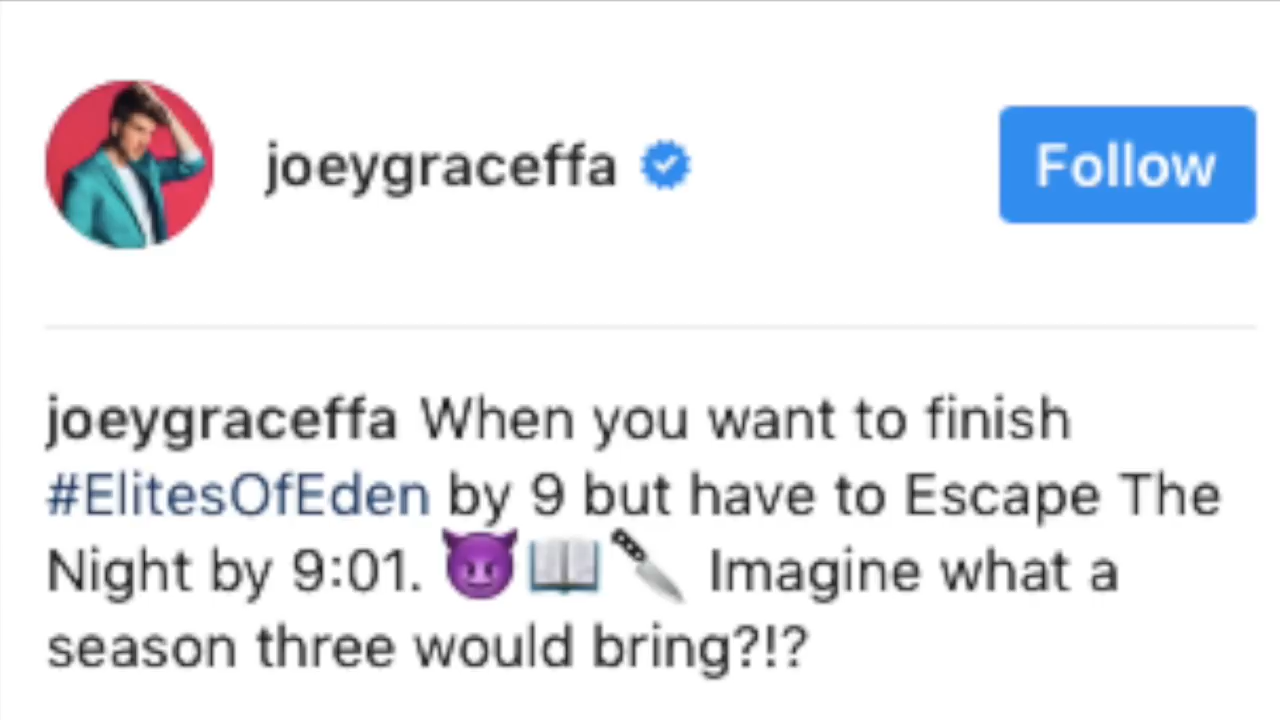 joeygraceffa
Follow
joeygraceffa When you want to finish
#ElitesOfEden by 9 but have to Escape The
Night by 9:01. 😈📖🔪 Imagine what a
season three would bring?!?